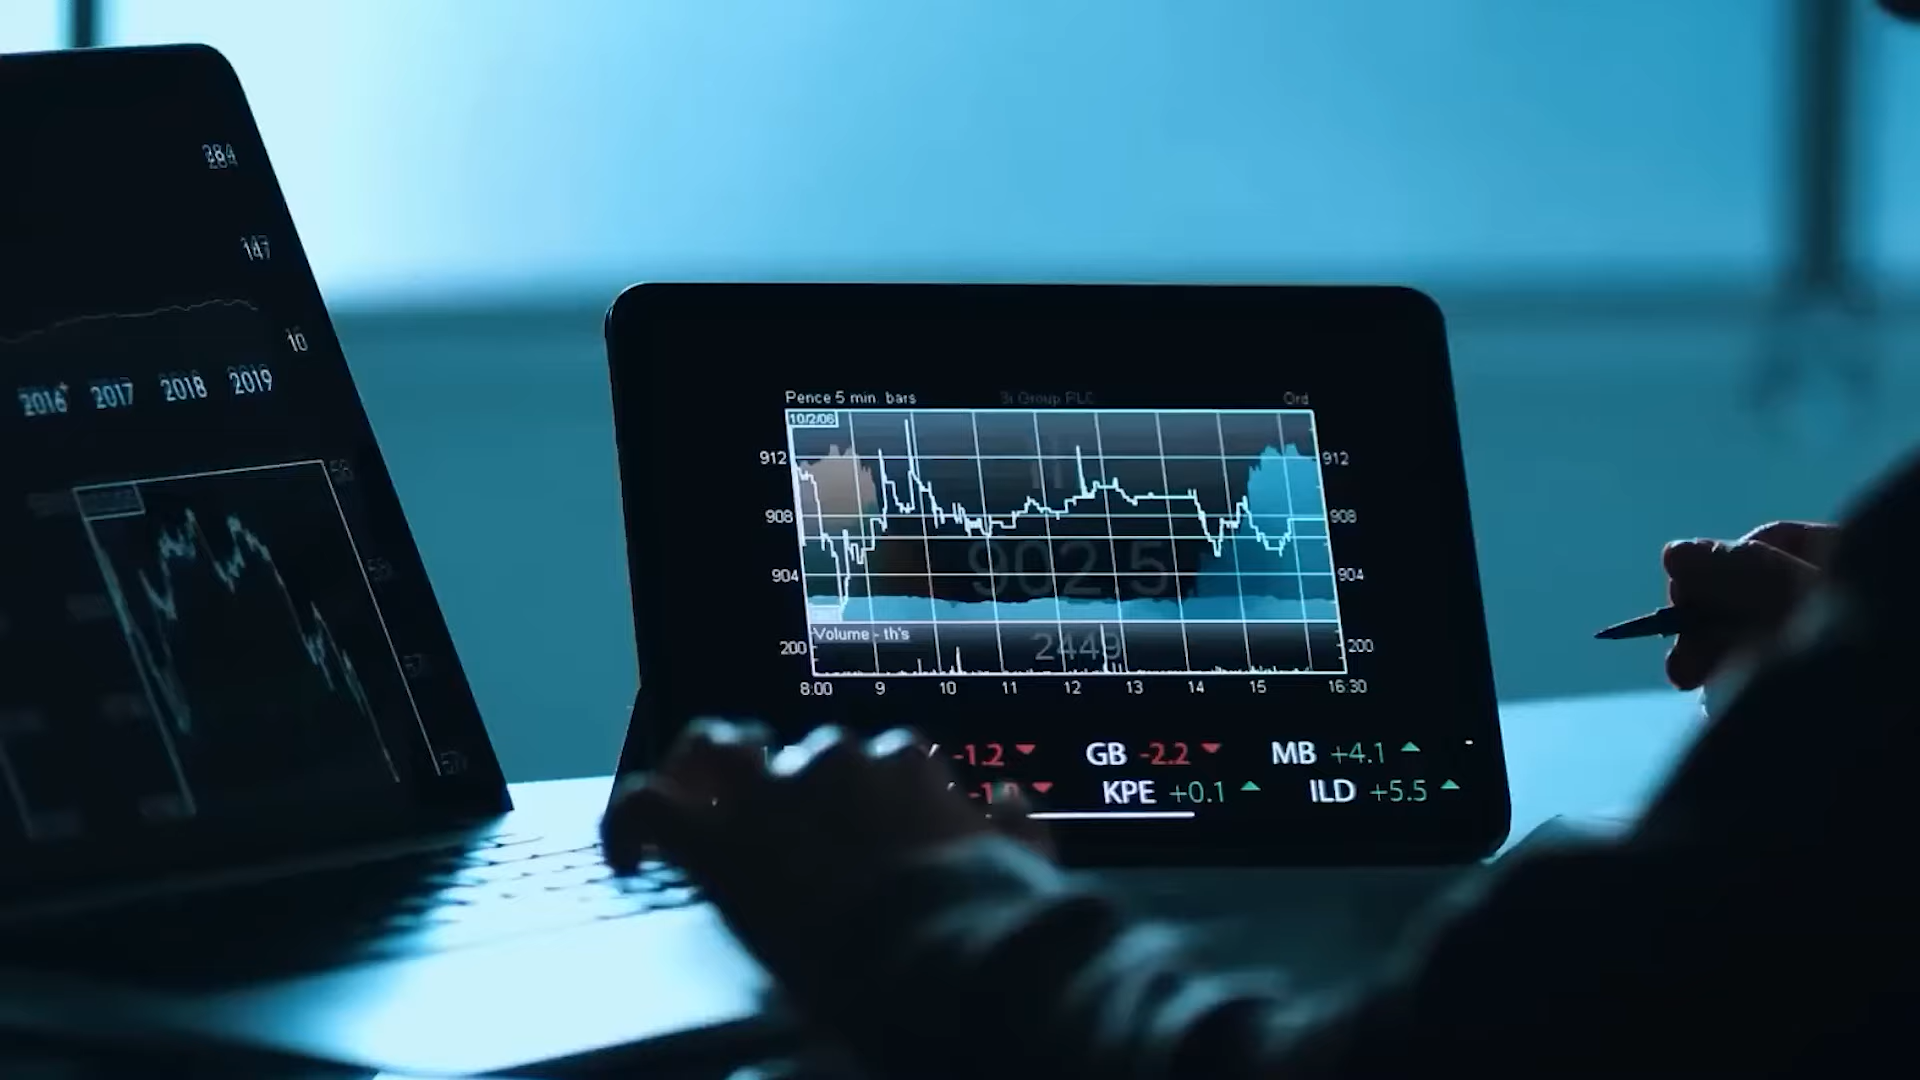 284
147
10
2016 2017 2018 2019
Pence 5 min. bars 3i Group PLC Ord
10/2/06
912 912
908 908
902.5
904 904
Volume - th's
200 2449 200
8:00 9 10 11 12 13 14 15 16:30
-1.2 GB -2.2 MB +4.1
KPE +0.1 ILD +5.5